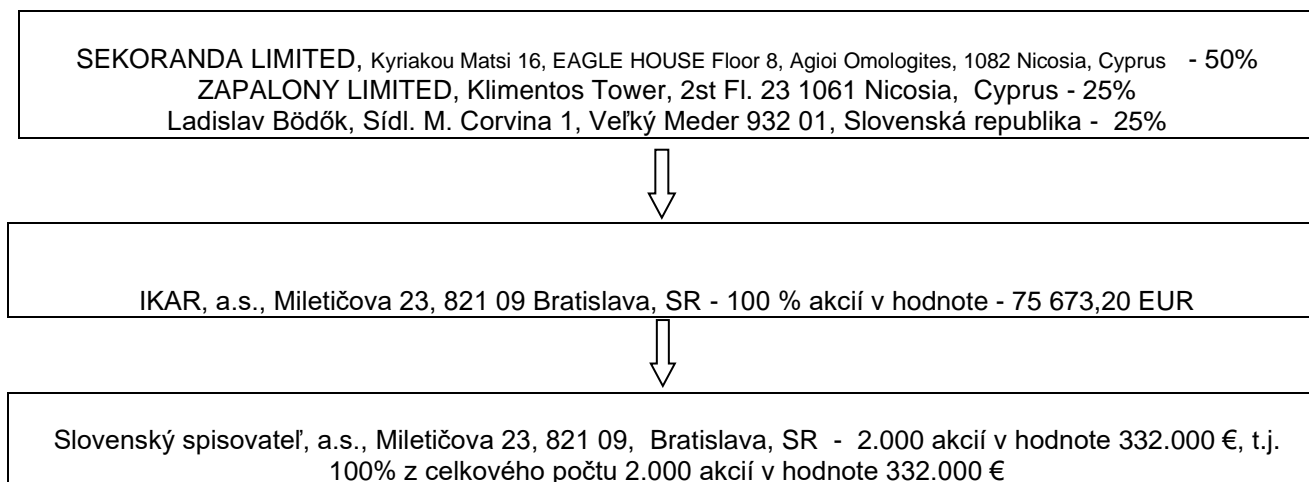 SEKORANDA LIMITED, Kyriakou Matsi 16, EAGLE HOUSE Floor 8, Agioi Omologites, 1082 Nicosia, Cyprus - 50%
ZAPALONY LIMITED, Klimentos Tower, 2st Fl. 23 1061 Nicosia, Cyprus - 25%
Ladislav Bödők, Sídl. M. Corvina 1, Veľký Meder 932 01, Slovenská republika - 25%
IKAR, a.s., Miletičova 23, 821 09 Bratislava, SR - 100 % akcií v hodnote - 75 673,20 EUR
Slovenský spisovateľ, a.s., Miletičova 23, 821 09, Bratislava, SR - 2.000 akcií v hodnote 332.000 €, t.j.
100% z celkového počtu 2.000 akcií v hodnote 332.000 €